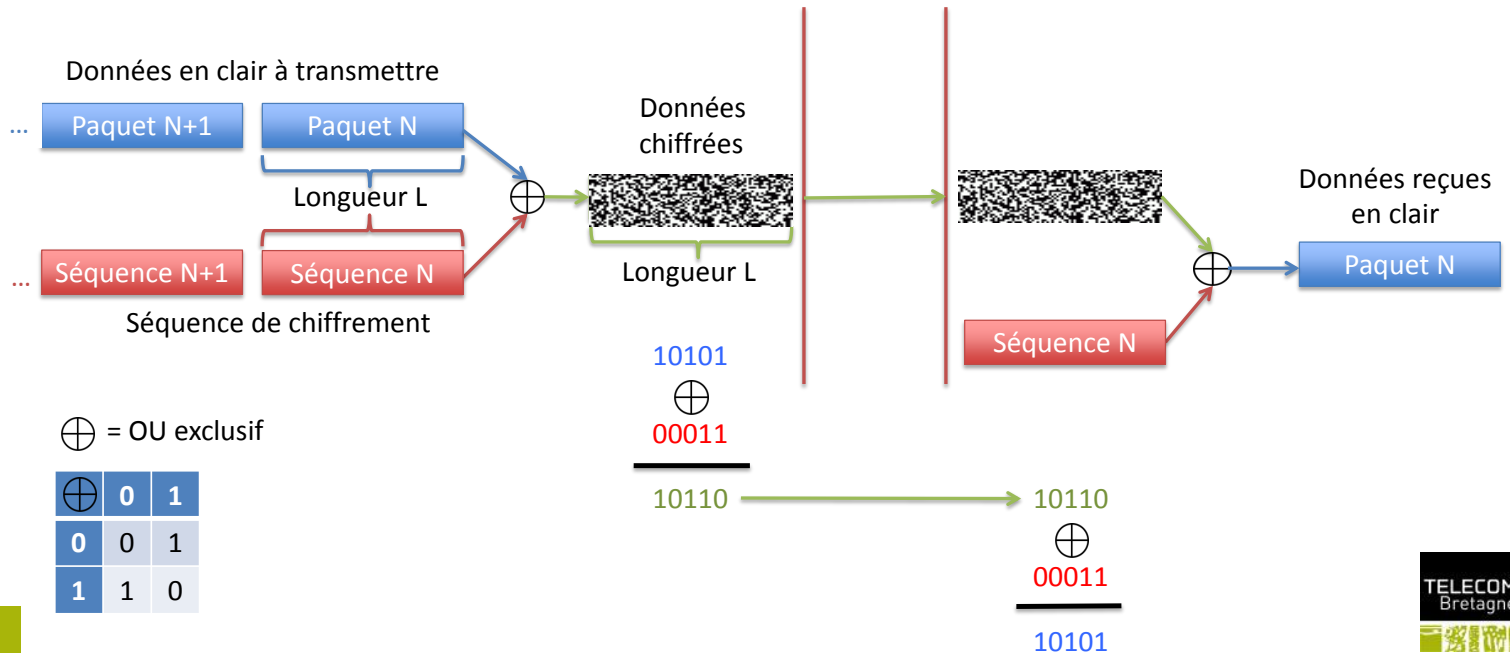 Données en clair à transmettre
... Paquet N+1 Paquet N
Longueur L
... Séquence N+1 Séquence N
Séquence de chiffrement
Données
chiffrées
Longueur L
Données reçues
en clair
Paquet N
Séquence N
⊕ = OU exclusif
⊕ 0 1
0 0 1
1 1 0
10101
⊕
00011
10110
10110
⊕
00011
10101
TELECOM
Bretagne